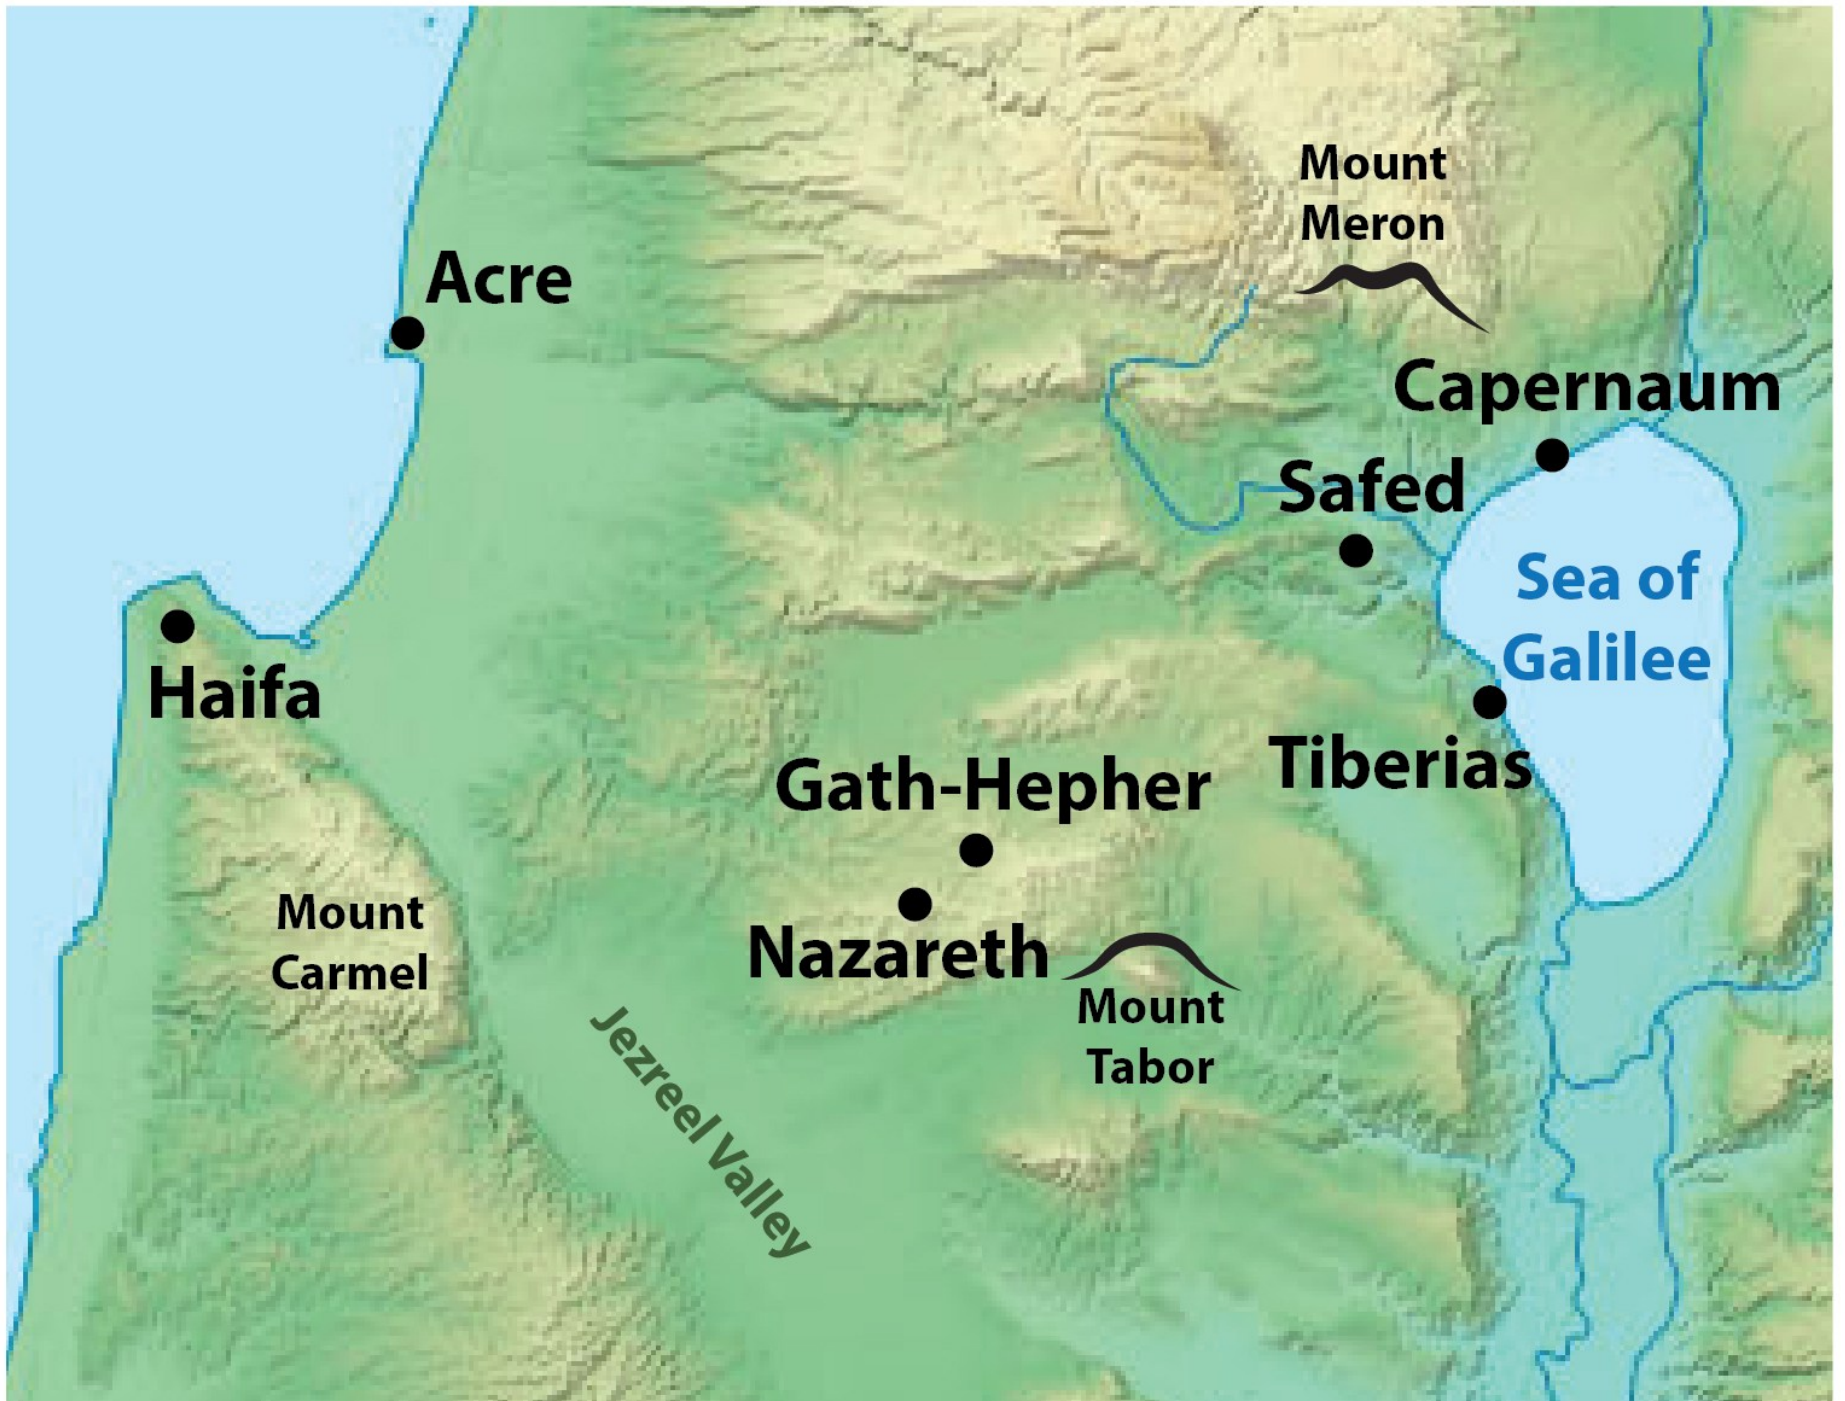 Mount
Meron
Acre
Capernaum
Safed
Sea of
Galilee
Haifa
Tiberias
Gath-Hepher
Nazareth
Mount
Carmel
Mount
Tabor
Jezreel Valley